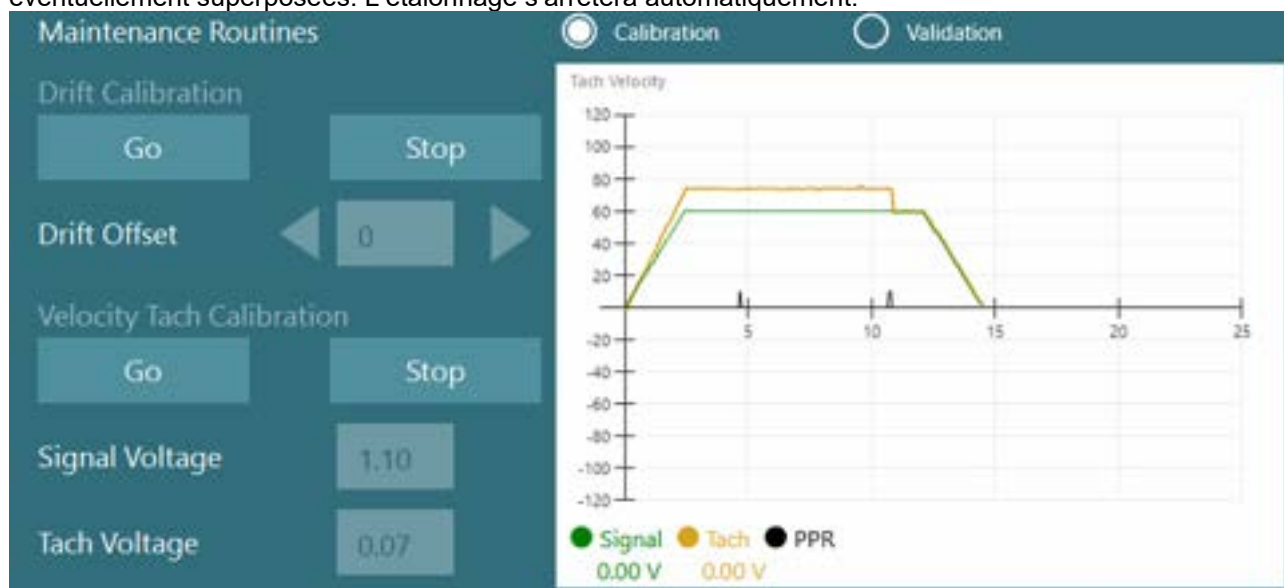 éventuellement superposées. L'étalonnage s'arrêtera automatiquement.
Maintenance Routines
Calibration
Validation
Drift Calibration
Go
Stop
Drift Offset
0
Velocity Tach Calibration
Go
Stop
Signal Voltage
1.10
Tach Voltage
0.07
Tach Velocity
120
100
80
60
40
20
5
10
15
20
25
-20
-40
-60
-80
-100
-120
Signal Tach PPR
0.00 V 0.00 V